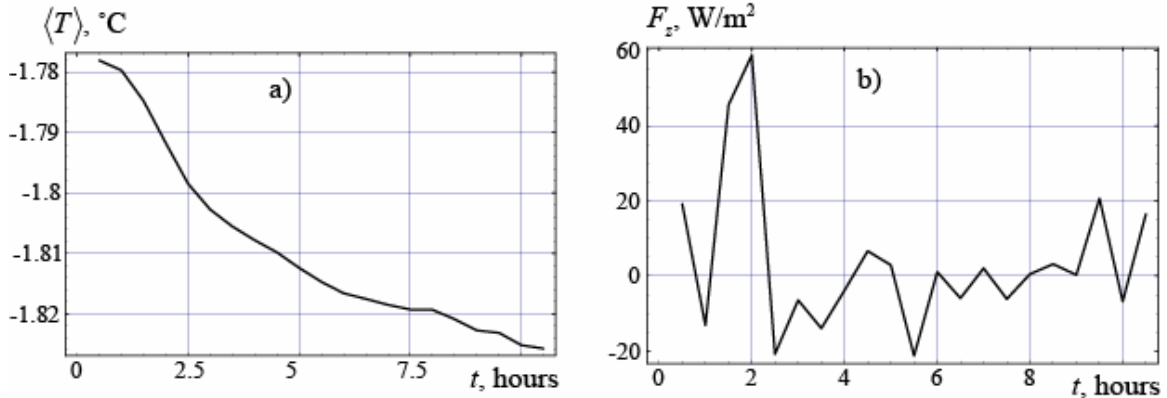 ⟨T⟩, °C
a)
-1.78
-1.79
-1.8
-1.81
-1.82
0 2.5 5 7.5
t, hours
F_z, W/m²
b)
60
40
20
0
-20
0 2 4 6 8
t, hours